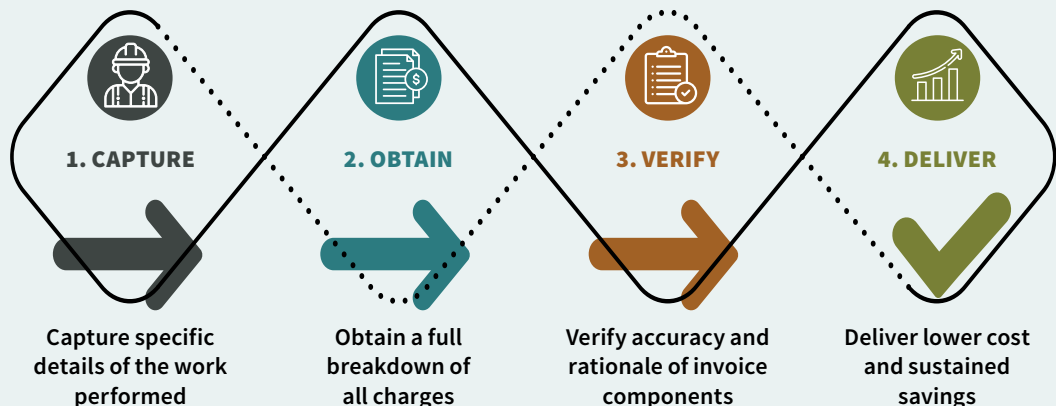 1. CAPTURE
2. OBTAIN
3. VERIFY
4. DELIVER
Capture specific
details of the work
performed
Obtain a full
breakdown of
all charges
Verify accuracy and
rationale of invoice
components
Deliver lower cost
and sustained
savings